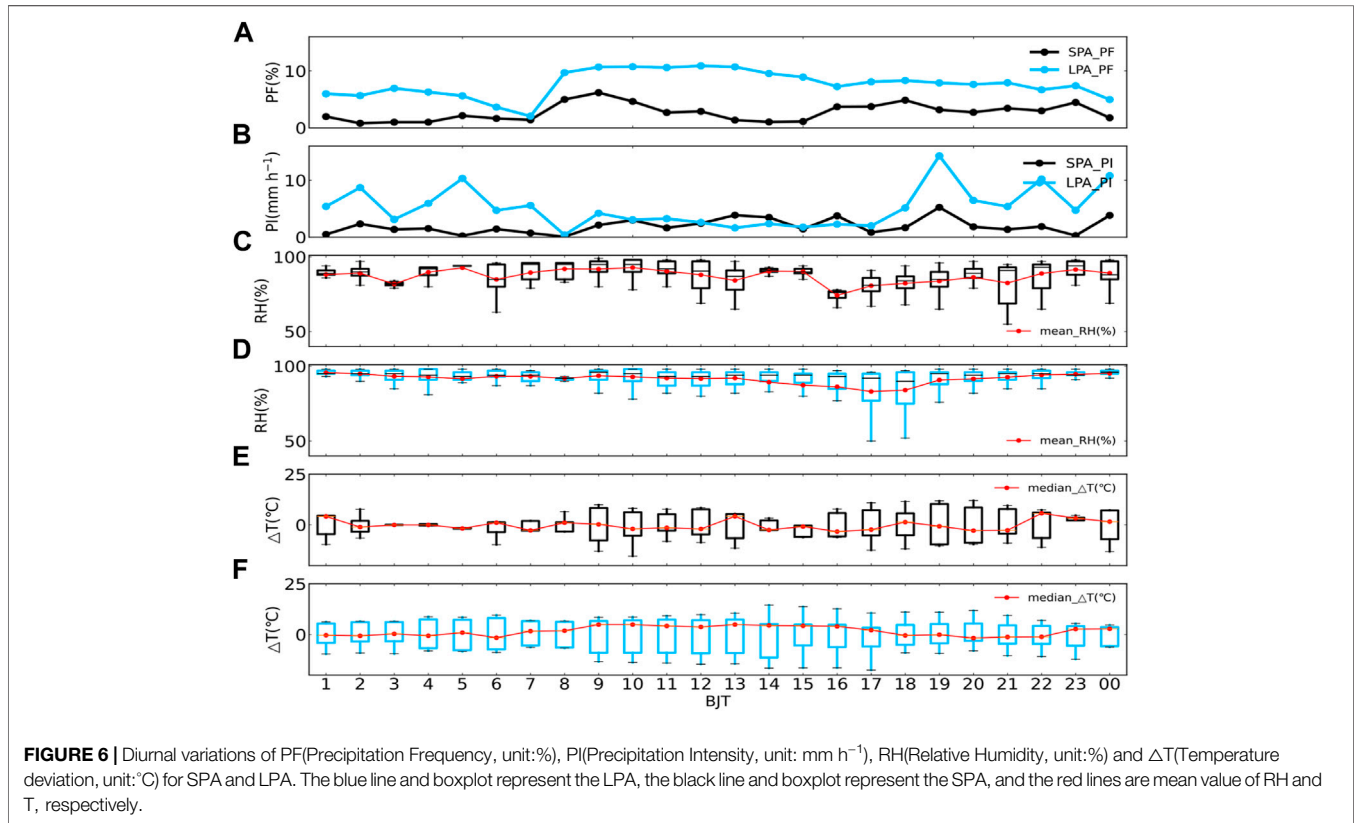 A
PF(%)
10
0
SPA_PF
LPA_PF
B
PI(mm h⁻¹)
10
0
SPA_PI
LPA_PI
C
RH(%)
100
50
mean_RH(%)
D
RH(%)
100
50
mean_RH(%)
E
△T(℃)
25
0
median_△T(℃)
F
△T(℃)
25
0
median_△T(℃)
1 2 3 4 5 6 7 8 9 10 11 12 13 14 15 16 17 18 19 20 21 22 23 00
BJT
FIGURE 6 | Diurnal variations of PF(Precipitation Frequency, unit:%), PI(Precipitation Intensity, unit: mm h⁻¹), RH(Relative Humidity, unit:%) and △T(Temperature
deviation, unit:°C) for SPA and LPA. The blue line and boxplot represent the LPA, the black line and boxplot represent the SPA, and the red lines are mean value of RH and
T, respectively.